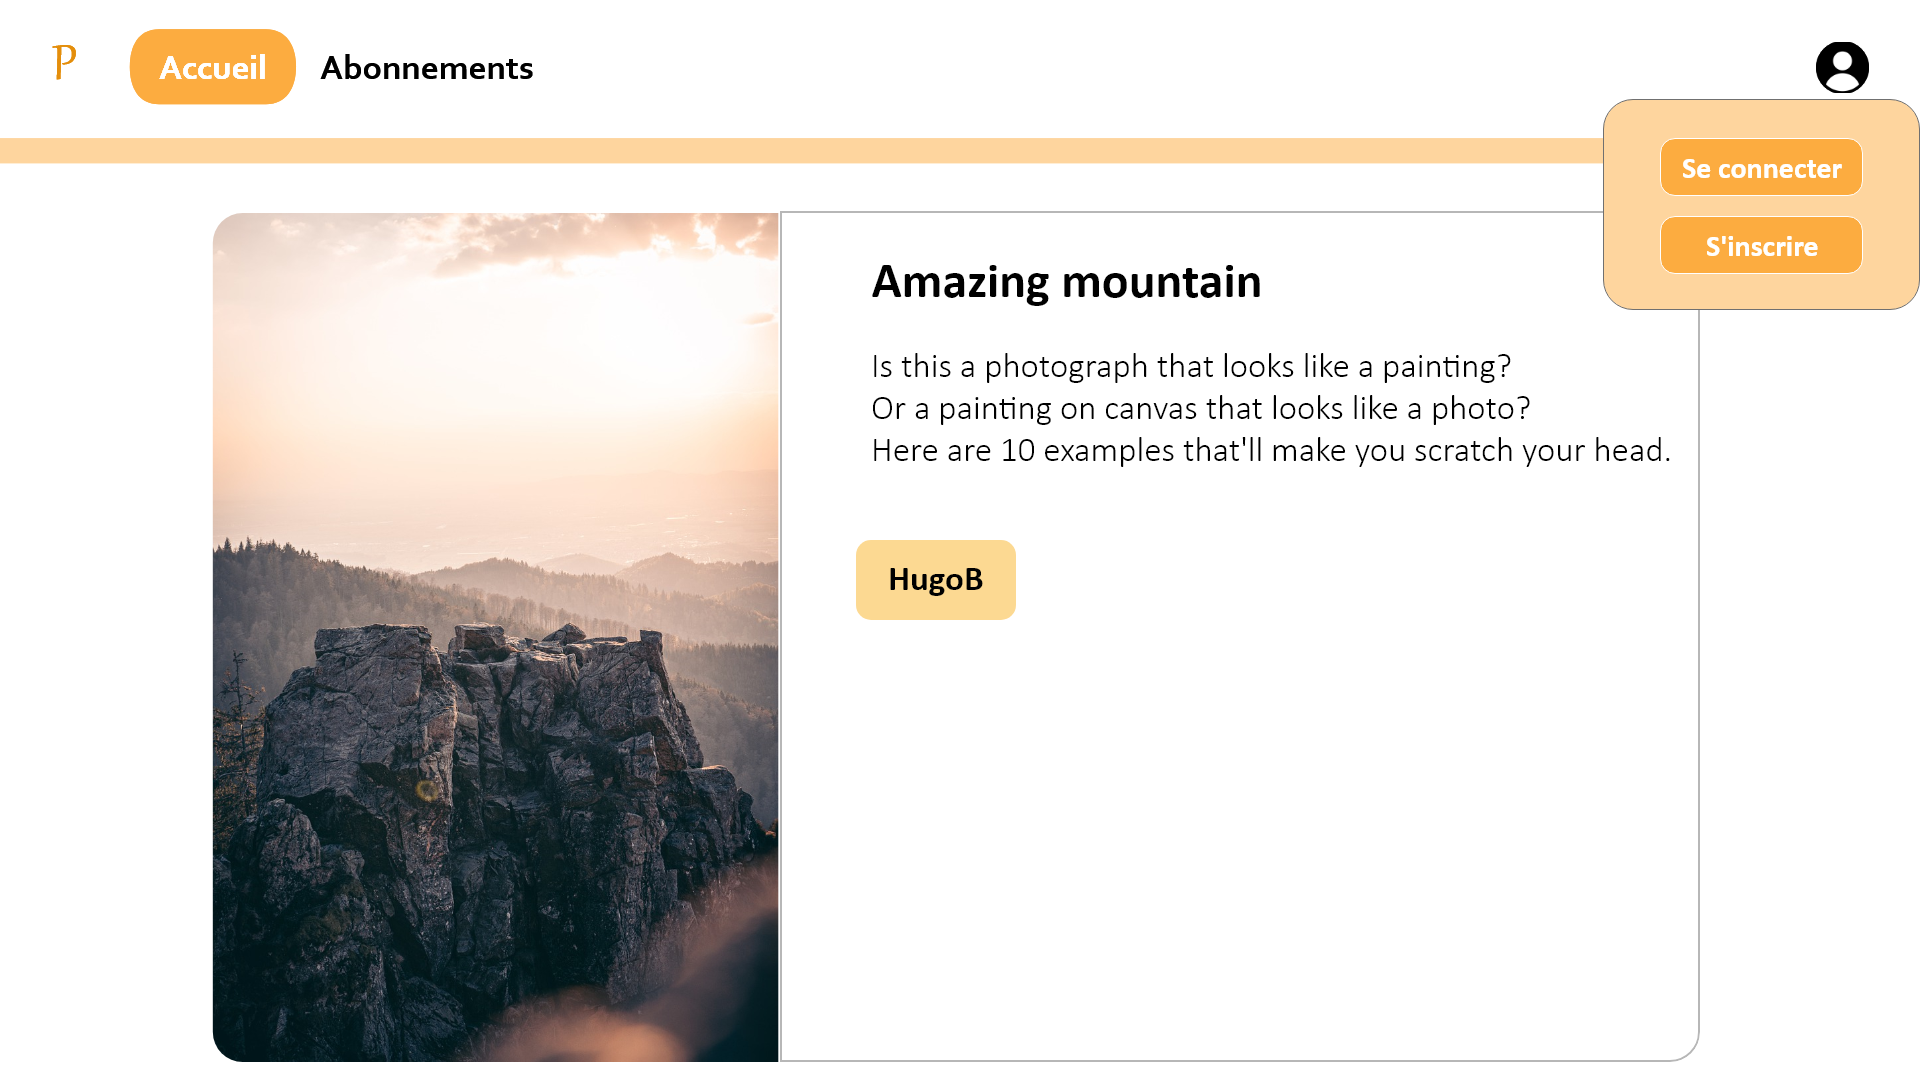 P
Accueil
Abonnements
Se connecter
S'inscrire
Amazing mountain
Is this a photograph that looks like a painting?
Or a painting on canvas that looks like a photo?
Here are 10 examples that'll make you scratch your head.
HugoB